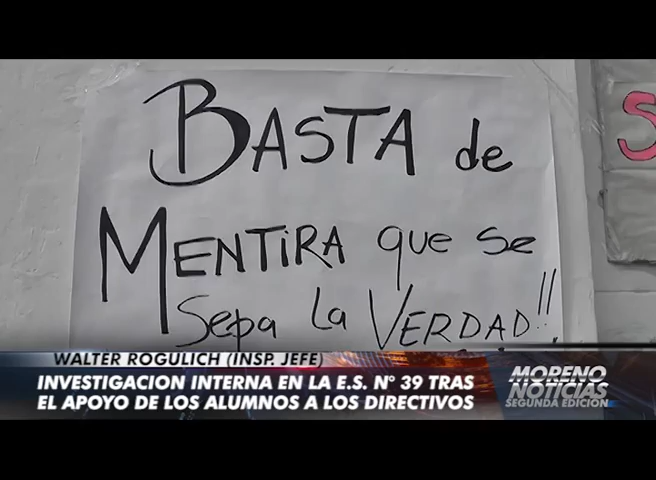 BASTA de
MENTIRA que se
Sepa la VERDAD!!
S
WALTER ROGULICH (INSP. JEFE)
INVESTIGACION INTERNA EN LA E.S. Nº 39 TRAS
EL APOYO DE LOS ALUMNOS A LOS DIRECTIVOS
MORENO
NOTICIAS
SEGUNDA EDICION